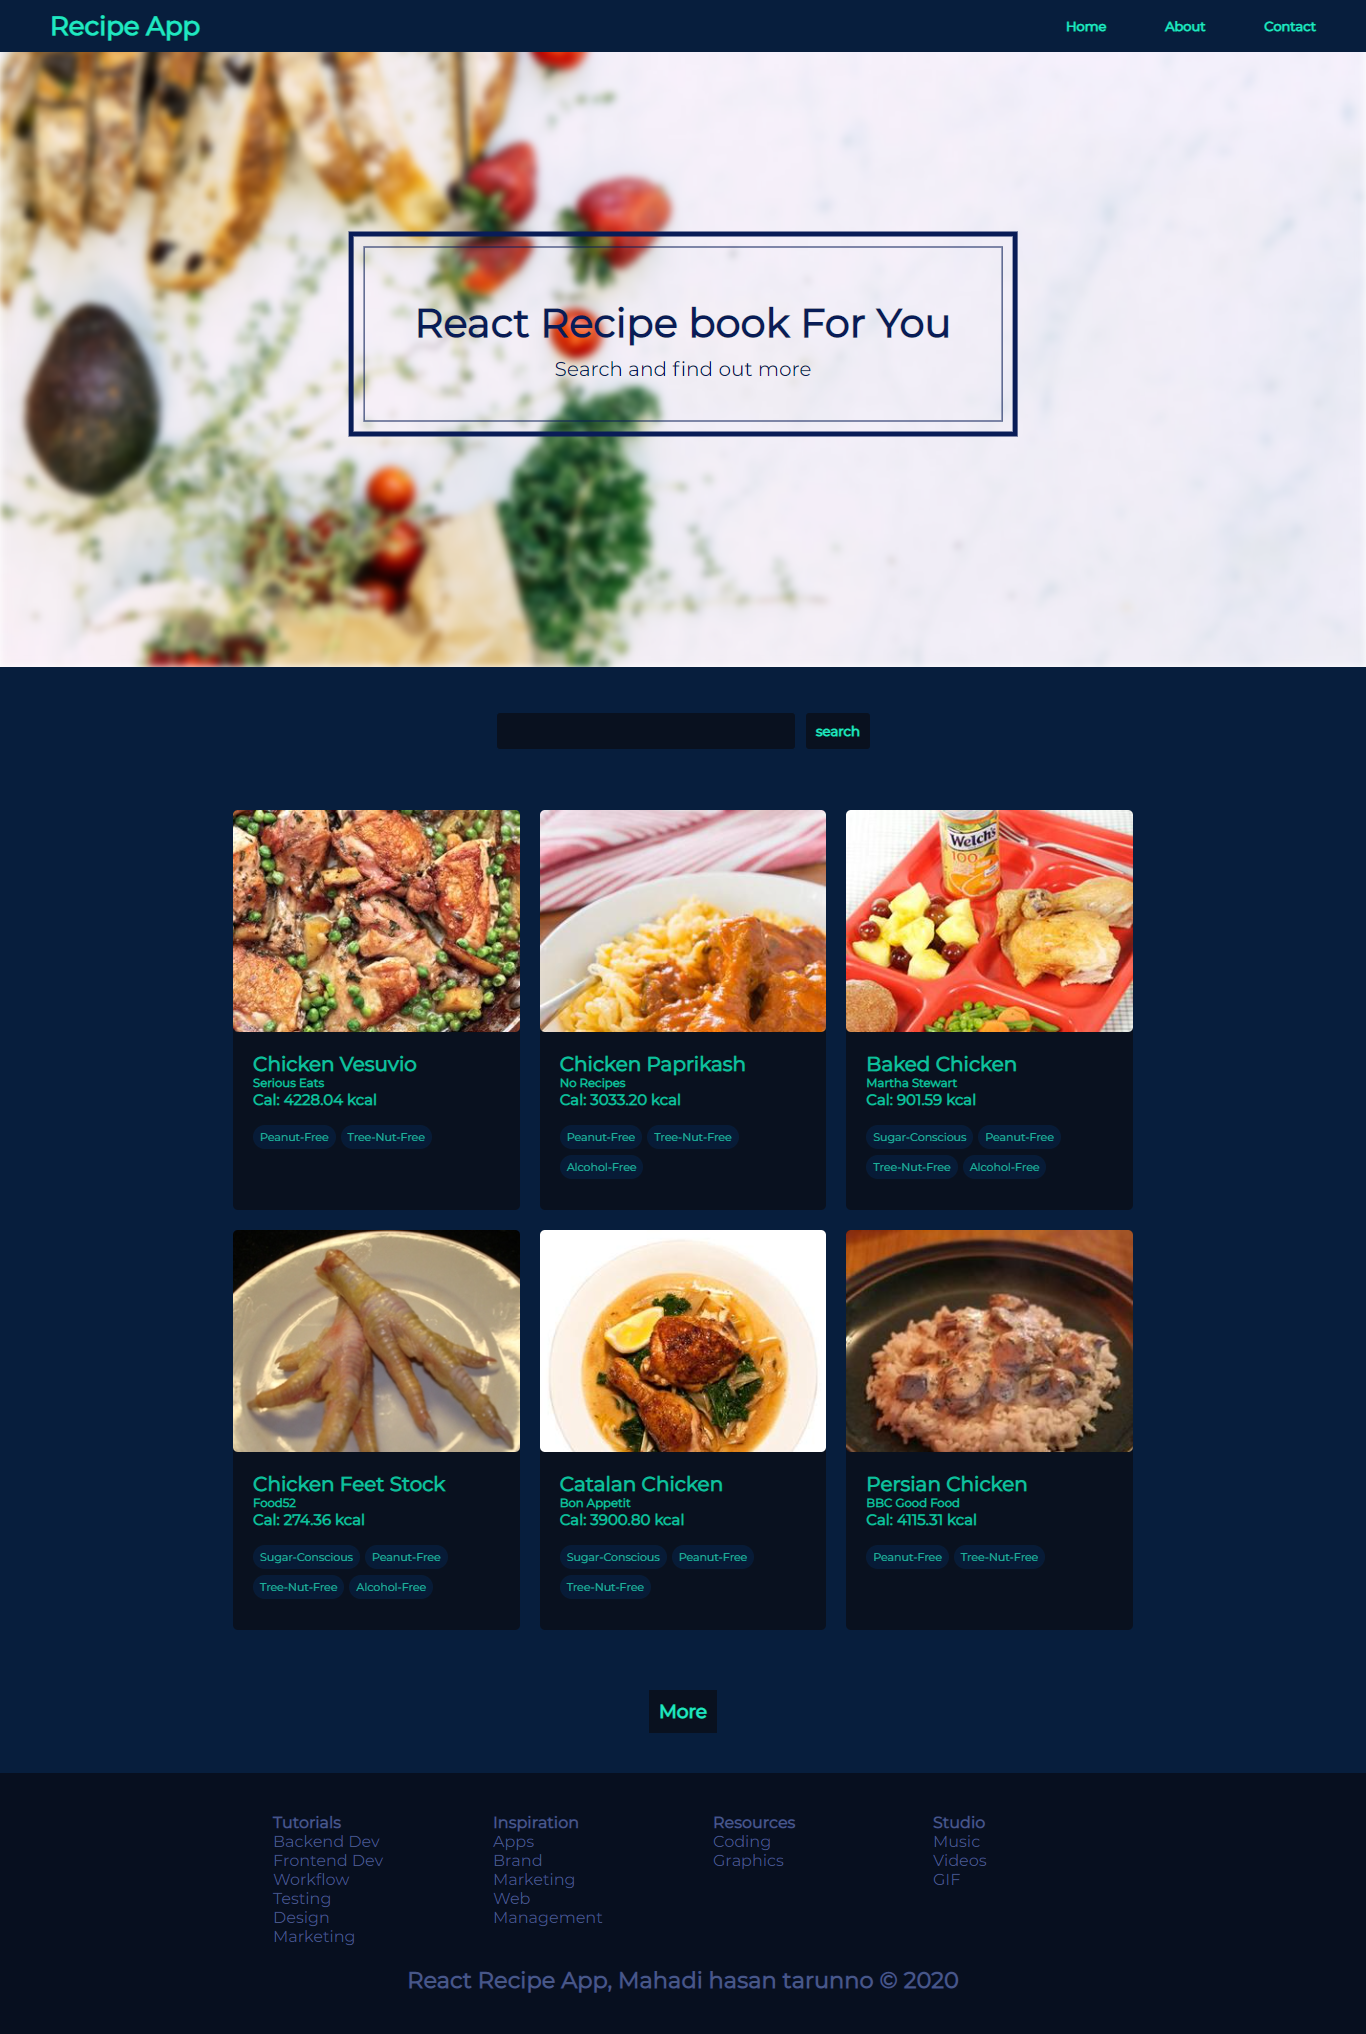 Recipe App
Home
About
Contact
React Recipe book For You
Search and find out more
search
Welch's
100%
Chicken Vesuvio
Serious Eats
Cal: 4228.04 kcal
Peanut-Free
Tree-Nut-Free
Chicken Paprikash
No Recipes
Cal: 3033.20 kcal
Peanut-Free
Tree-Nut-Free
Alcohol-Free
Baked Chicken
Martha Stewart
Cal: 901.59 kcal
Sugar-Conscious
Peanut-Free
Tree-Nut-Free
Alcohol-Free
Chicken Feet Stock
Food52
Cal: 274.36 kcal
Sugar-Conscious
Peanut-Free
Tree-Nut-Free
Alcohol-Free
Catalan Chicken
Bon Appetit
Cal: 3900.80 kcal
Sugar-Conscious
Peanut-Free
Tree-Nut-Free
Persian Chicken
BBC Good Food
Cal: 4115.31 kcal
Peanut-Free
Tree-Nut-Free
More
Tutorials
Backend Dev
Frontend Dev
Workflow
Testing
Design
Marketing
Inspiration
Apps
Brand
Marketing
Web
Management
Resources
Coding
Graphics
Studio
Music
Videos
GIF
React Recipe App, Mahadi hasan tarunno © 2020